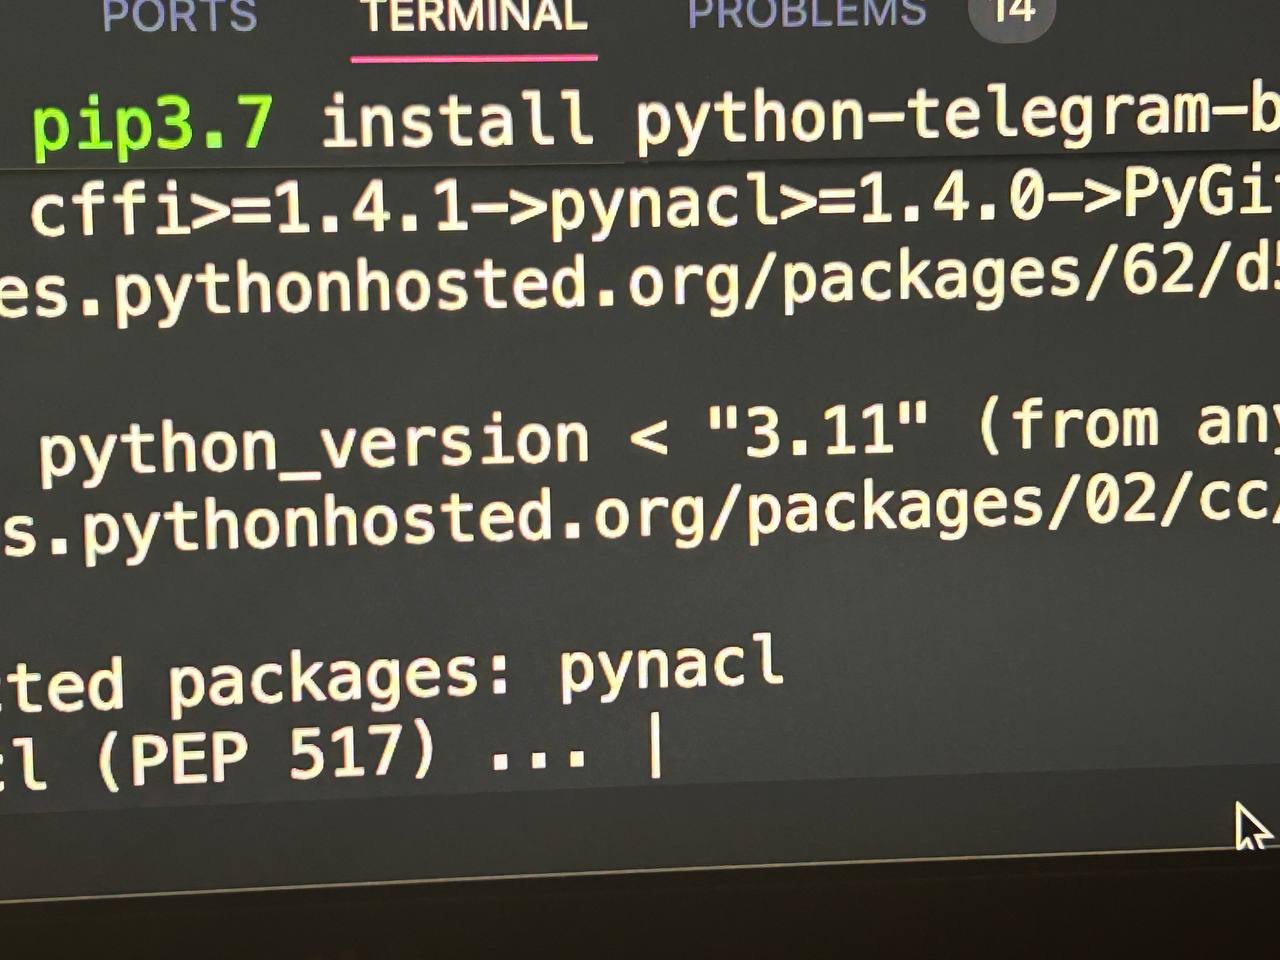 PORTS TERMINAL PROBLEMS 14
pip3.7 install python-telegram-b
cffi>=1.4.1->pynacl>=1.4.0->PyGi
es.pythonhosted.org/packages/62/d5
python_version < "3.11" (from any
s.pythonhosted.org/packages/02/cc/
ted packages: pynacl
cl (PEP 517) ... |